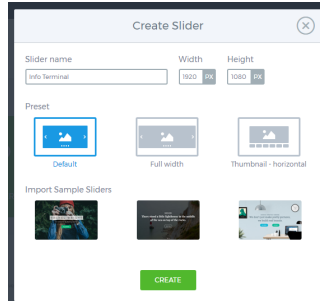 Create Slider
Slider name
Width
Height
Info Terminal
1920 PX
1080 PX
Preset
Default
Full width
Thumbnail - horizontal
Import Sample Sliders
CREATE